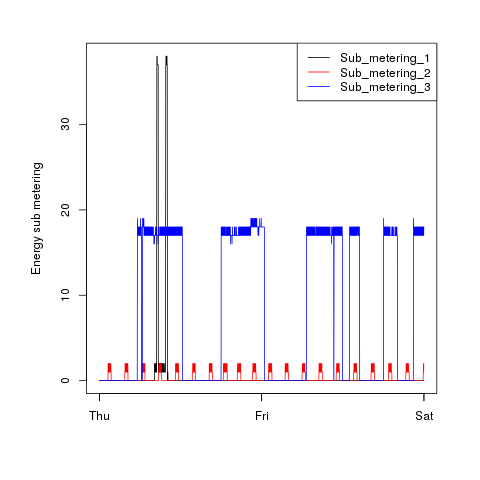 Sub_metering_1
Sub_metering_2
Sub_metering_3
Energy sub metering
30
20
10
0
Thu Fri Sat